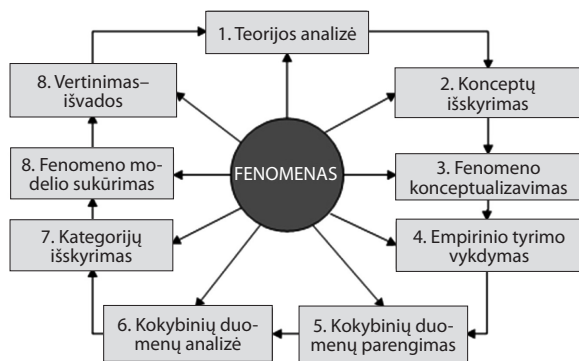 1. Teorijos analizė
2. Konceptų
išskyrimas
3. Fenomeno
konceptualizavimas
4. Empirinio tyrimo
vykdymas
5. Kokybinių duo-
menų parengimas
6. Kokybinių duo-
menų analizė
7. Kategorijų
išskyrimas
8. Fenomeno mo-
delio sukūrimas
8. Vertinimas–
išvados
FENOMENAS